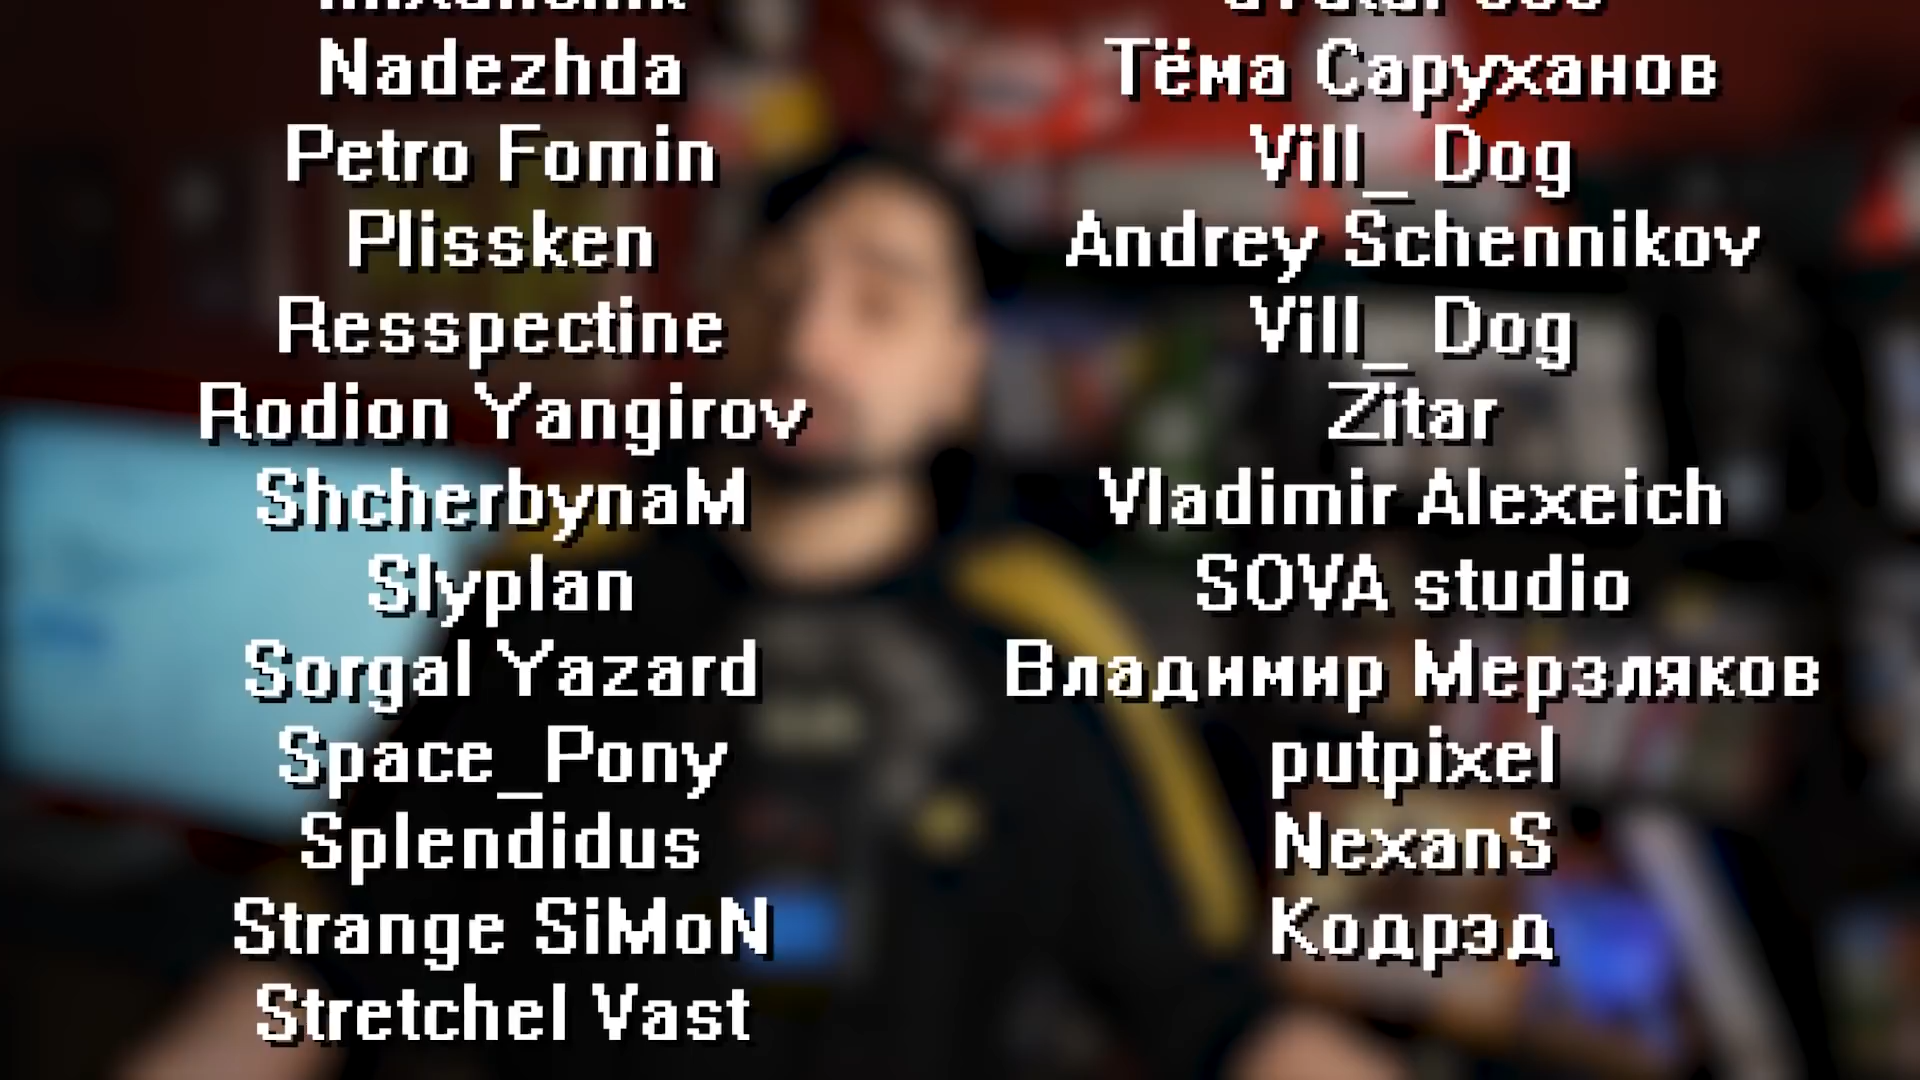 Nadezhda
Petro Fomin
Plissken
Resspectine
Rodion Yangirov
ShcherbynaM
Slyplan
Sorgal Yazard
Space_Pony
Splendidus
Strange SiMoN
Stretchel Vast
Тёма Саруханов
Vill_ Dog
Andrey Schennikov
Vill_ Dog
Zitar
Vladimir Alexeich
SOVA studio
Владимир Мерзляков
putpixel
NexanS
Кодрэд